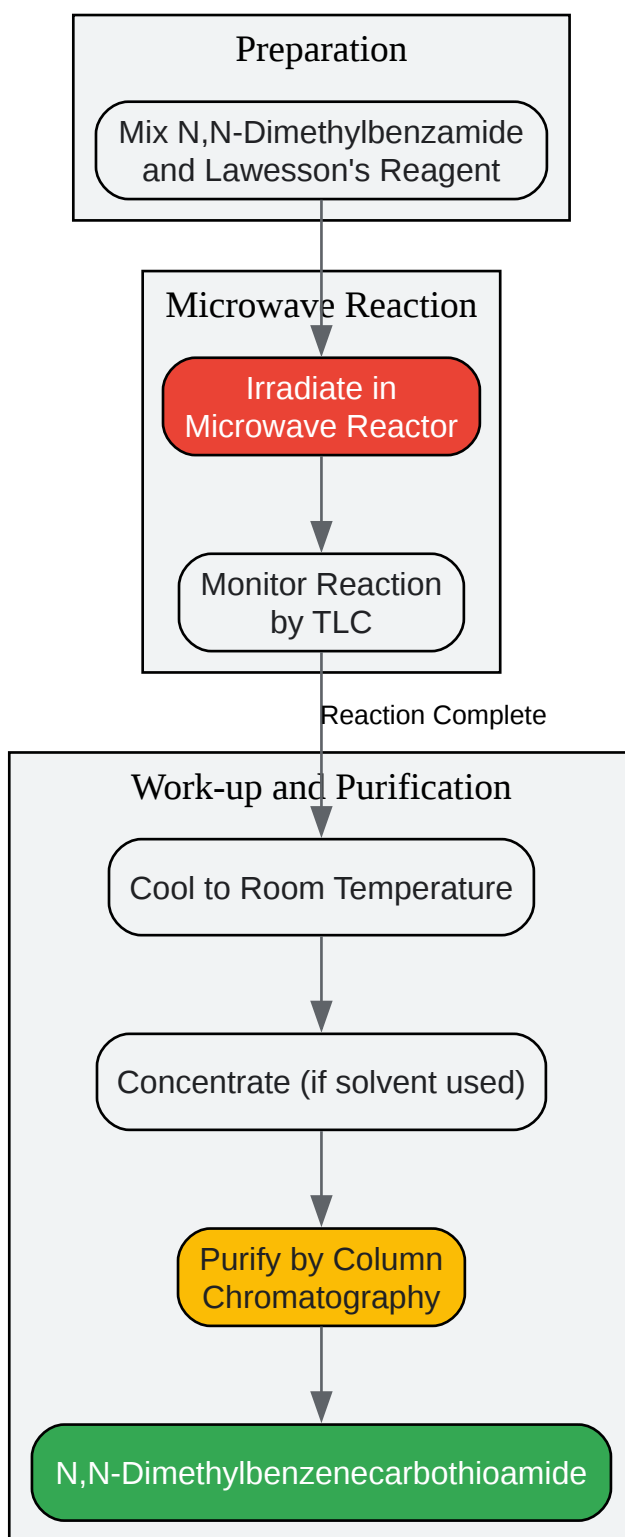 Preparation
Mix N,N-Dimethylbenzamide
and Lawesson's Reagent
Microwave Reaction
Irradiate in
Microwave Reactor
Monitor Reaction
by TLC
Reaction Complete
Work-up and Purification
Cool to Room Temperature
Concentrate (if solvent used)
Purify by Column
Chromatography
N,N-Dimethylbenzenecarbothioamide